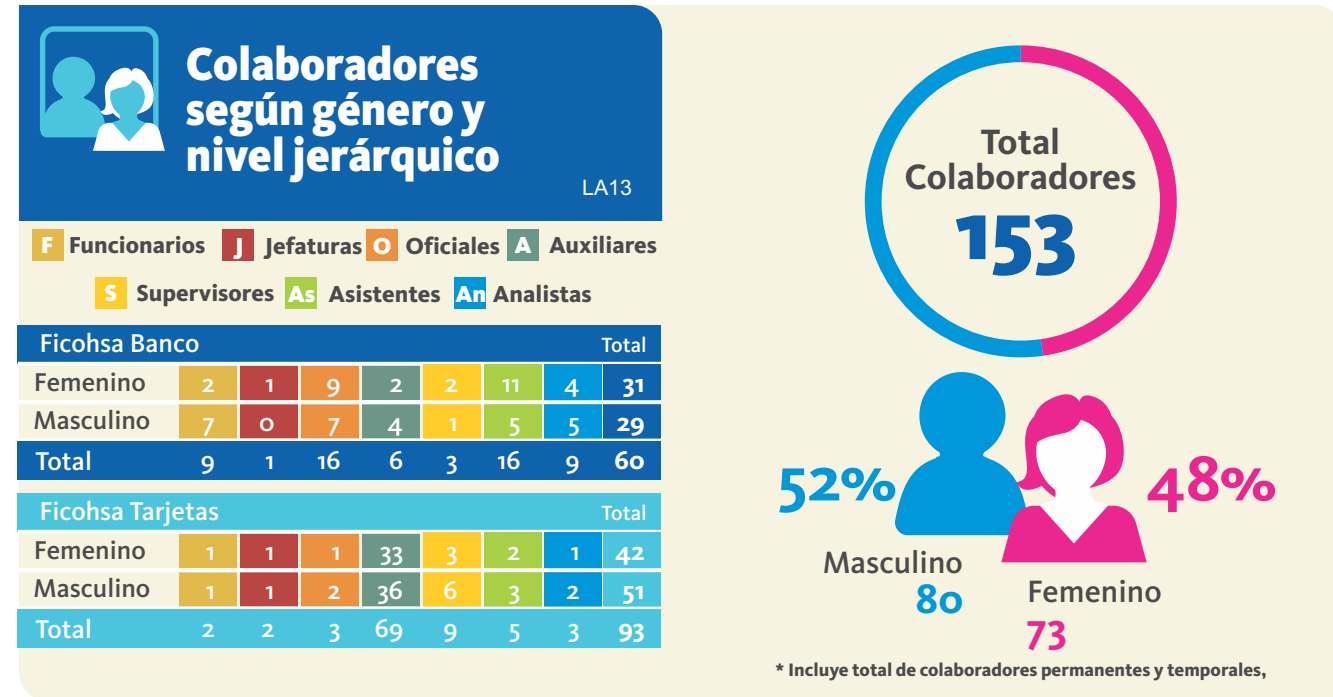 Colaboradores
según género y
nivel jerárquico
LA13
F Funcionarios J Jefaturas O Oficiales A Auxiliares
S Supervisores As Asistentes An Analistas
Ficohsa Banco Total
Femenino 2 1 9 2 2 11 4 31
Masculino 7 0 7 4 1 5 5 29
Total 9 1 16 6 3 16 9 60
Ficohsa Tarjetas Total
Femenino 1 1 1 33 3 2 1 42
Masculino 1 1 2 36 6 3 2 51
Total 2 2 3 69 9 5 3 93
Total
Colaboradores
153
52%
48%
Masculino
80
Femenino
73
* Incluye total de colaboradores permanentes y temporales,